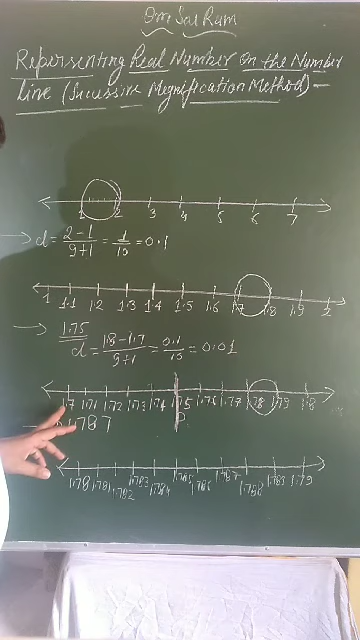 Om Sai Ram
Repersenting Real Number On the Number
line (Sucussive Megnification Method) -
1 2 3 4 5 6 7
d = 2-1 / 9+1 = 1/10 = 0.1
1 1.1 1.2 1.3 1.4 1.5 1.6 1.7 1.8 1.9 2
1.75
d = 1.8-1.7 / 9+1 = 0.1/10 = 0.01
1.7 1.71 1.72 1.73 1.74 1.75 1.76 1.77 1.78 1.79 1.8
P
1.787
1.78 1.781 1.782 1.783 1.784 1.785 1.786 1.787 1.788 1.789 1.79